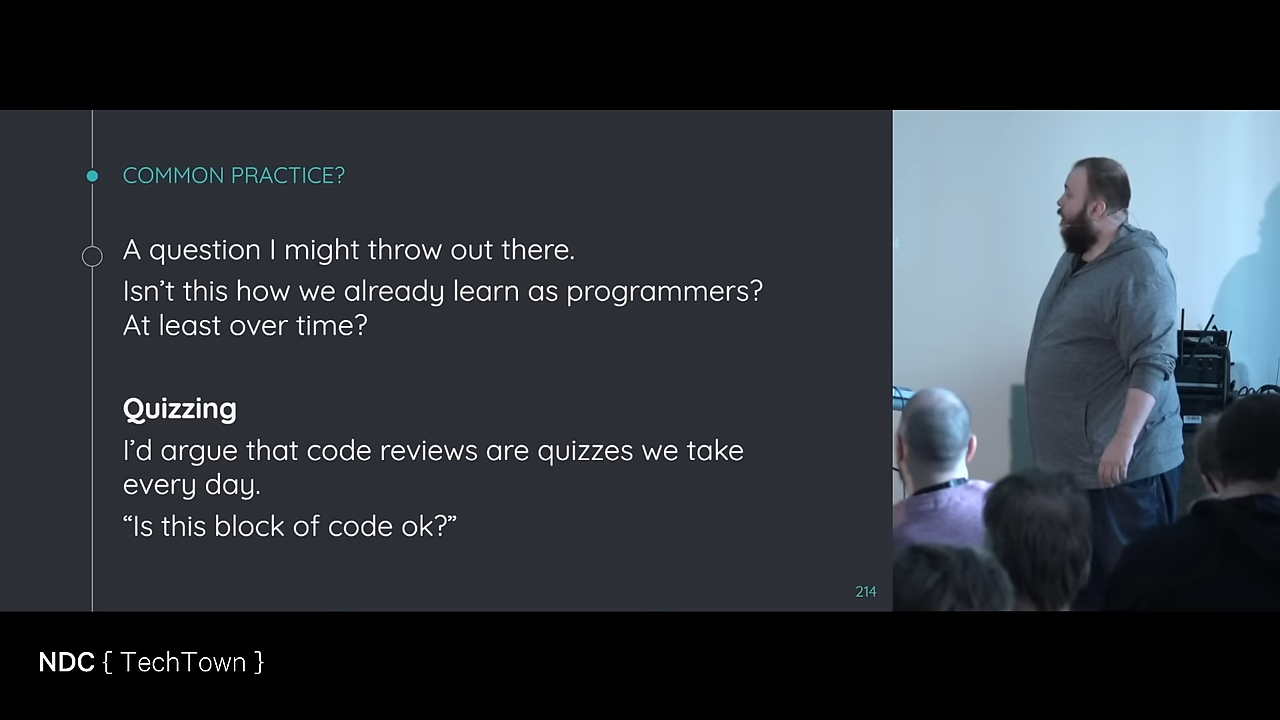 COMMON PRACTICE?
A question I might throw out there.
Isn’t this how we already learn as programmers?
At least over time?
Quizzing
I’d argue that code reviews are quizzes we take
every day.
“Is this block of code ok?”
214
NDC { TechTown }